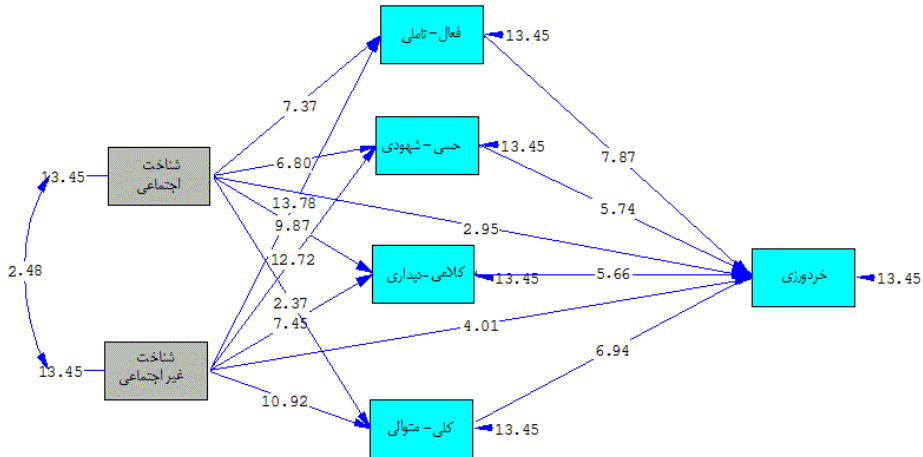 فعال-تاملی
13.45
7.37
7.87
حسی-شهودی
13.45
شناخت
اجتماعی
13.45
6.80
13.78
5.74
9.87
2.95
12.72
2.48
کلامی-دیداری
13.45
5.66
خردورزی
13.45
2.37
7.45
4.01
شناخت
غیر اجتماعی
13.45
6.94
10.92
کلی-متوالی
13.45